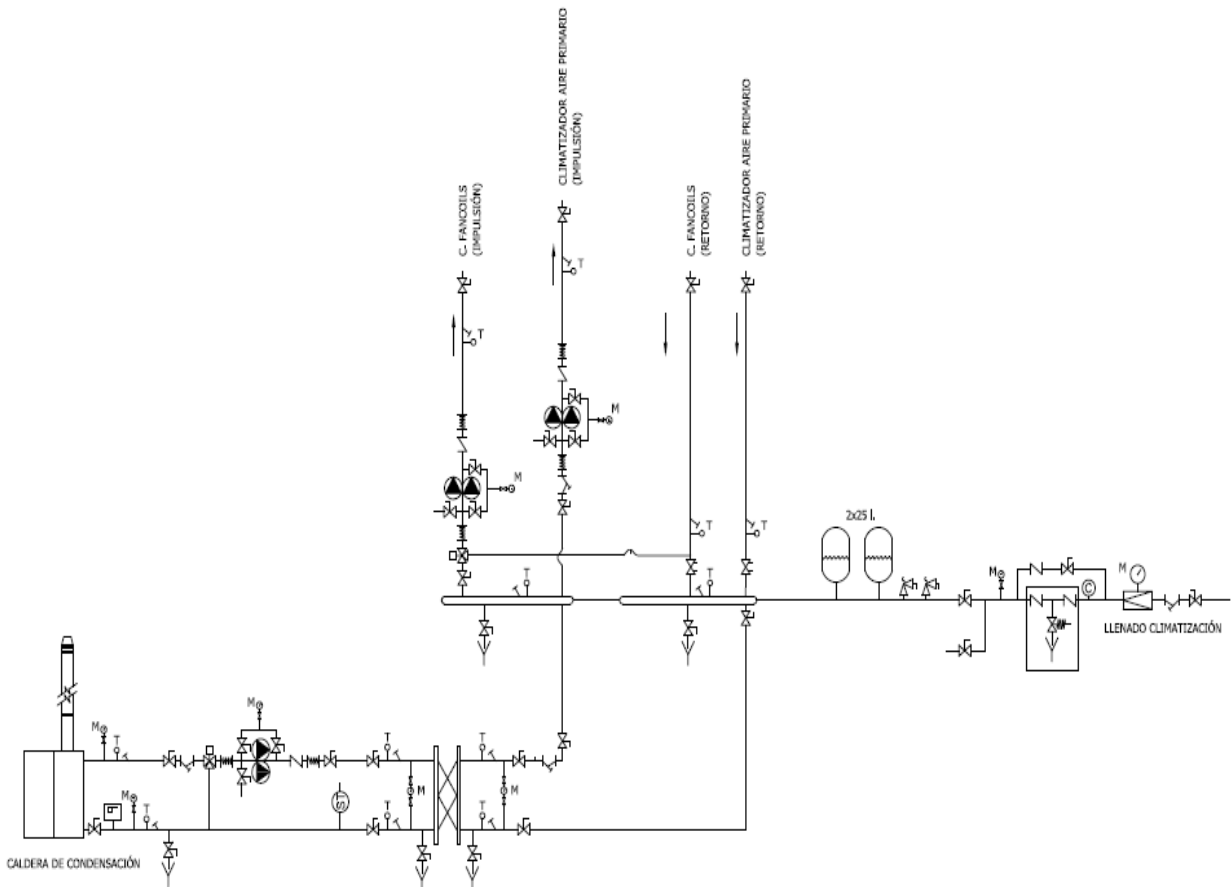 C. FANCOILS
(IMPULSIÓN)
CLIMATIZADOR AIRE PRIMARIO
(IMPULSIÓN)
C. FANCOILS
(RETORNO)
CLIMATIZADOR AIRE PRIMARIO
(RETORNO)
T
T
M
M
T
T
2x25 l.
T
T
M
C
M
LLENADO CLIMATIZACIÓN
M
T
M
T
T
M
M
M
T
ST
T
T
CALDERA DE CONDENSACIÓN